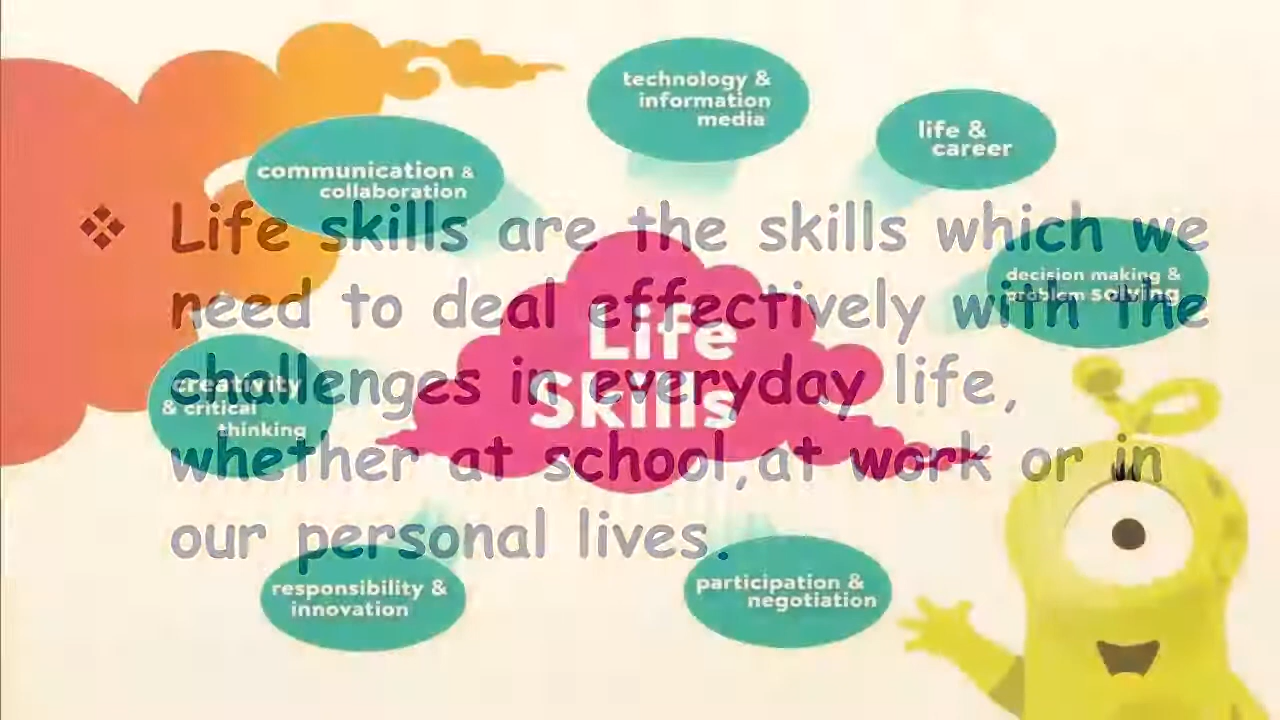 technology &
information
media
life &
career
communication &
collaboration
❖ Life skills are the skills which we
need to deal effectively with the
challenges in everyday life,
whether at school,at work or in
our personal lives.
decision making &
problem solving
Life
Skills
creativity
& critical
thinking
responsibility &
innovation
participation &
negotiation